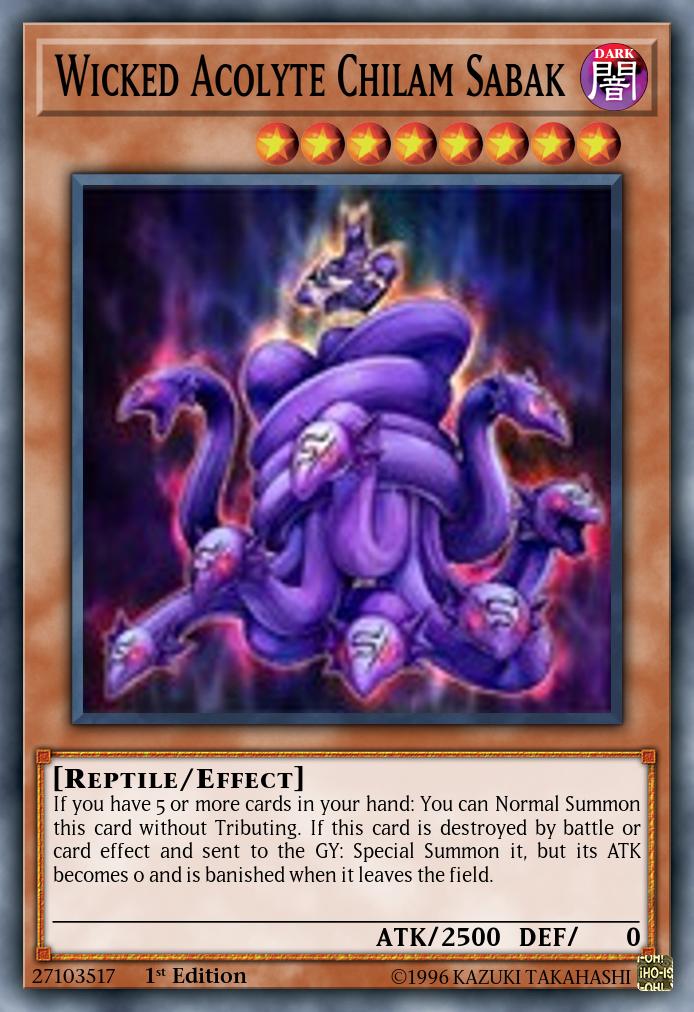 Wicked Acolyte Chilam Sabak
DARK
闇
[Reptile/Effect]
If you have 5 or more cards in your hand: You can Normal Summon
this card without Tributing. If this card is destroyed by battle or
card effect and sent to the GY: Special Summon it, but its ATK
becomes 0 and is banished when it leaves the field.
ATK/2500 DEF/ 0
27103517 1st Edition ©1996 KAZUKI TAKAHASHI